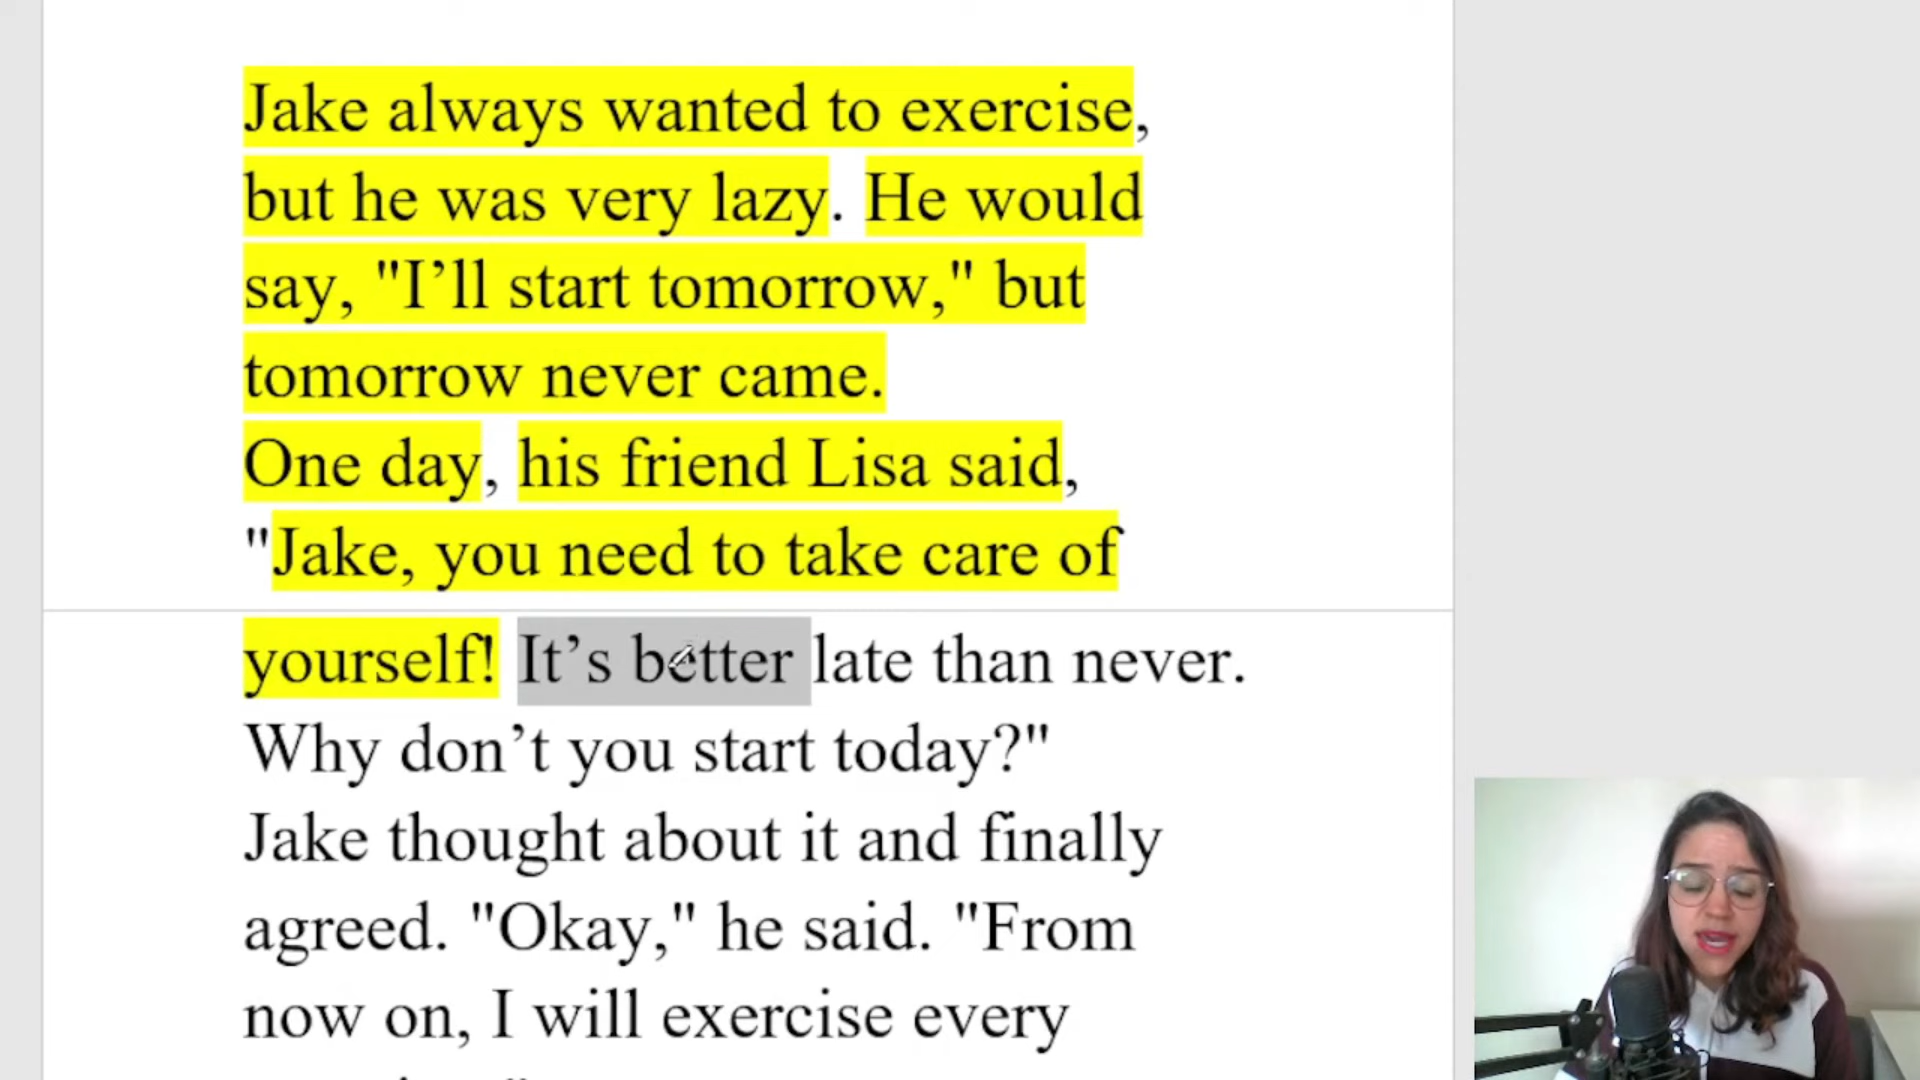 Jake always wanted to exercise,
but he was very lazy. He would
say, "I’ll start tomorrow," but
tomorrow never came.
One day, his friend Lisa said,
"Jake, you need to take care of
yourself! It’s better late than never.
Why don’t you start today?"
Jake thought about it and finally
agreed. "Okay," he said. "From
now on, I will exercise every